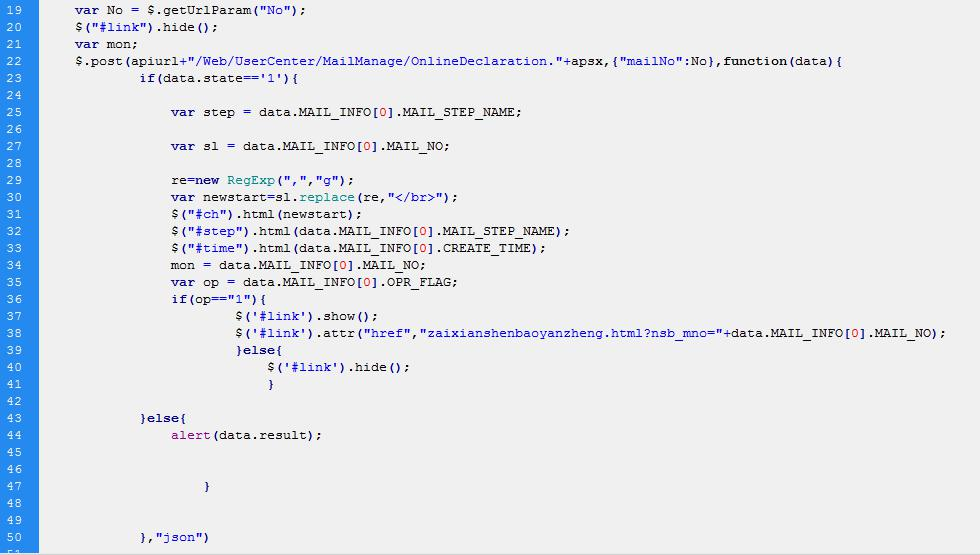 19 var No = $.getUrlParam("No");
20 $("#link").hide();
21 var mon;
22 $.post(apiurl+"/Web/UserCenter/MailManage/OnlineDeclaration."+apsx,{"mailNo":No},function(data){
23 if(data.state=='1'){
24
25 var step = data.MAIL_INFO[0].MAIL_STEP_NAME;
26
27 var sl = data.MAIL_INFO[0].MAIL_NO;
28
29 re=new RegExp(",","g");
30 var newstart=sl.replace(re,"</br>");
31 $("#ch").html(newstart);
32 $("#step").html(data.MAIL_INFO[0].MAIL_STEP_NAME);
33 $("#time").html(data.MAIL_INFO[0].CREATE_TIME);
34 mon = data.MAIL_INFO[0].MAIL_NO;
35 var op = data.MAIL_INFO[0].OPR_FLAG;
36 if(op=="1"){
37 $('#link').show();
38 $('#link').attr("href","zaixianshenbaoyanzheng.html?nsb_mno="+data.MAIL_INFO[0].MAIL_NO);
39 }else{
40 $('#link').hide();
41 }
42
43 }else{
44 alert(data.result);
45
46
47 }
48
49
50 },"json")